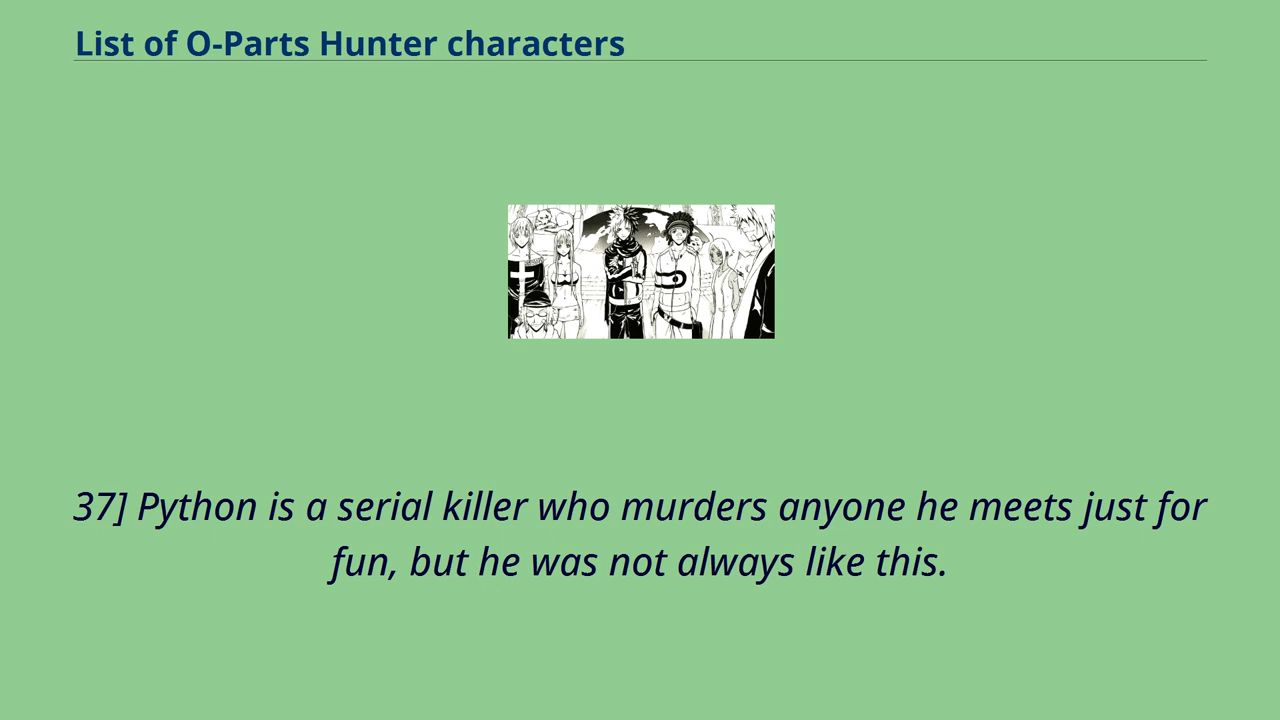 List of O-Parts Hunter characters
37] Python is a serial killer who murders anyone he meets just for
fun, but he was not always like this.